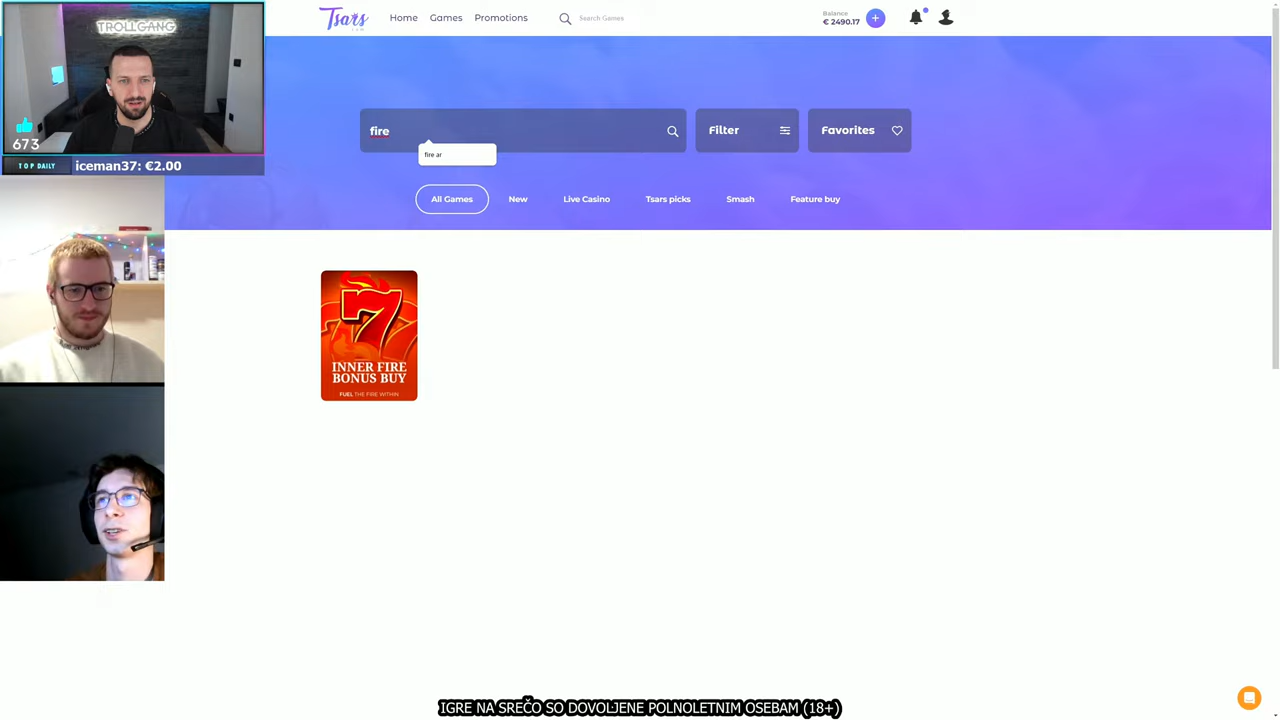 TROLLGANG
673
TOP DAILY
iceman37: €2.00
Tsars
Home
Games
Promotions
Search Games
Balance
€ 2490.17
fire
fire ar
Filter
Favorites
All Games
New
Live Casino
Tsars picks
Smash
Feature buy
7
INNER FIRE
BONUS BUY
FUEL THE FIRE WITHIN
IGRE NA SREČO SO DOVOLJENE POLNOLETNIM OSEBAM (18+)